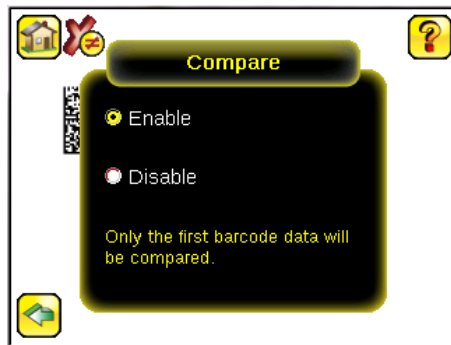 Compare
Enable
Disable
Only the first barcode data will
be compared.